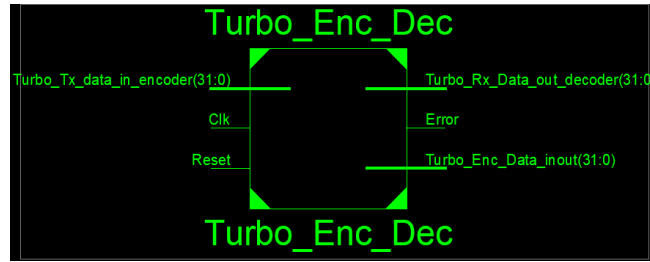 Turbo_Enc_Dec
Turbo_Tx_data_in_encoder(31:0)
Turbo_Rx_Data_out_decoder(31:0
Clk
Error
Reset
Turbo_Enc_Data_inout(31:0)
Turbo_Enc_Dec